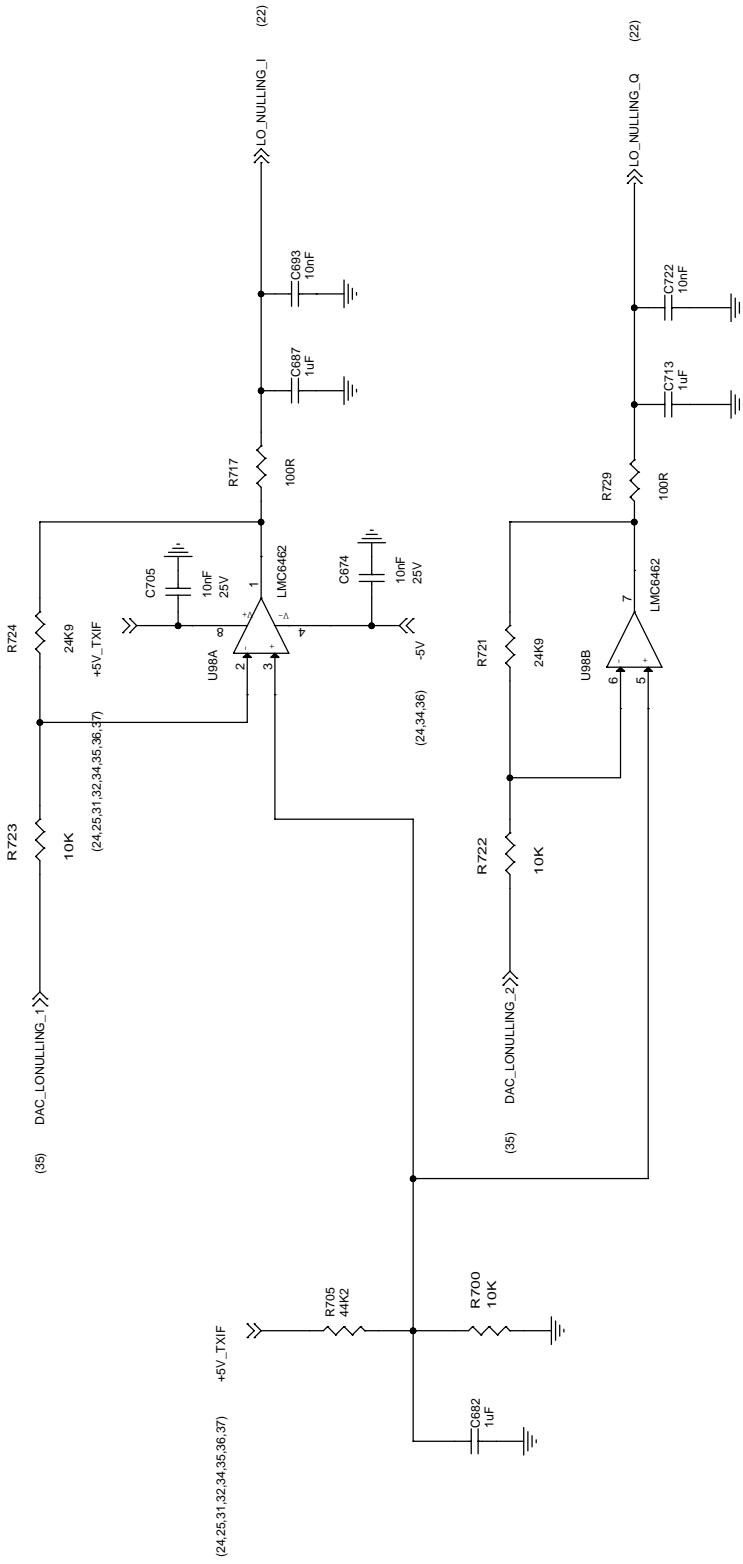 (22)
LO_NULLING_I
C693
10nF
C687
1uF
R717
100R
R724
24K9
+5V_TXIF
(24,25,31,32,34,35,36,37)
C705
10nF
25V
8
V+
1
LMC6462
U98A
2
-
3
+
V-
4
C674
10nF
25V
-5V
(24,34,36)
R723
10K
DAC_LONULLING_1
(35)
(22)
LO_NULLING_Q
C722
10nF
C713
1uF
R729
100R
R721
24K9
U98B
6
-
5
+
7
LMC6462
R722
10K
DAC_LONULLING_2
(35)
+5V_TXIF
(24,25,31,32,34,35,36,37)
R705
44K2
R700
10K
C682
1uF